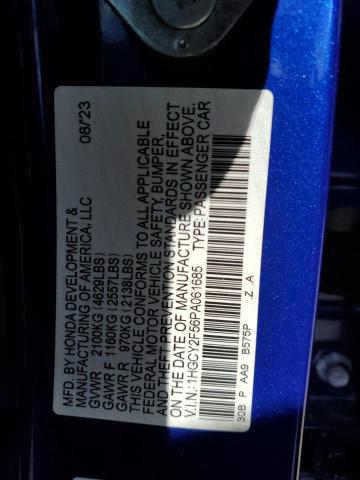 MFD. BY HONDA DEVELOPMENT & 08/23
MANUFACTURING OF AMERICA, LLC
GVWR 2100KG (4629LBS)
GAWR F 1160KG (2557LBS)
GAWR R 970KG (2138LBS)
THIS VEHICLE CONFORMS TO ALL APPLICABLE
FEDERAL MOTOR VEHICLE SAFETY, BUMPER,
AND THEFT PREVENTION STANDARDS IN EFFECT
ON THE DATE OF MANUFACTURE SHOWN ABOVE.
V.I.N.:1HGCY2F56PA061685 TYPE:PASSENGER CAR
3DB P AA9 B575P Z .A